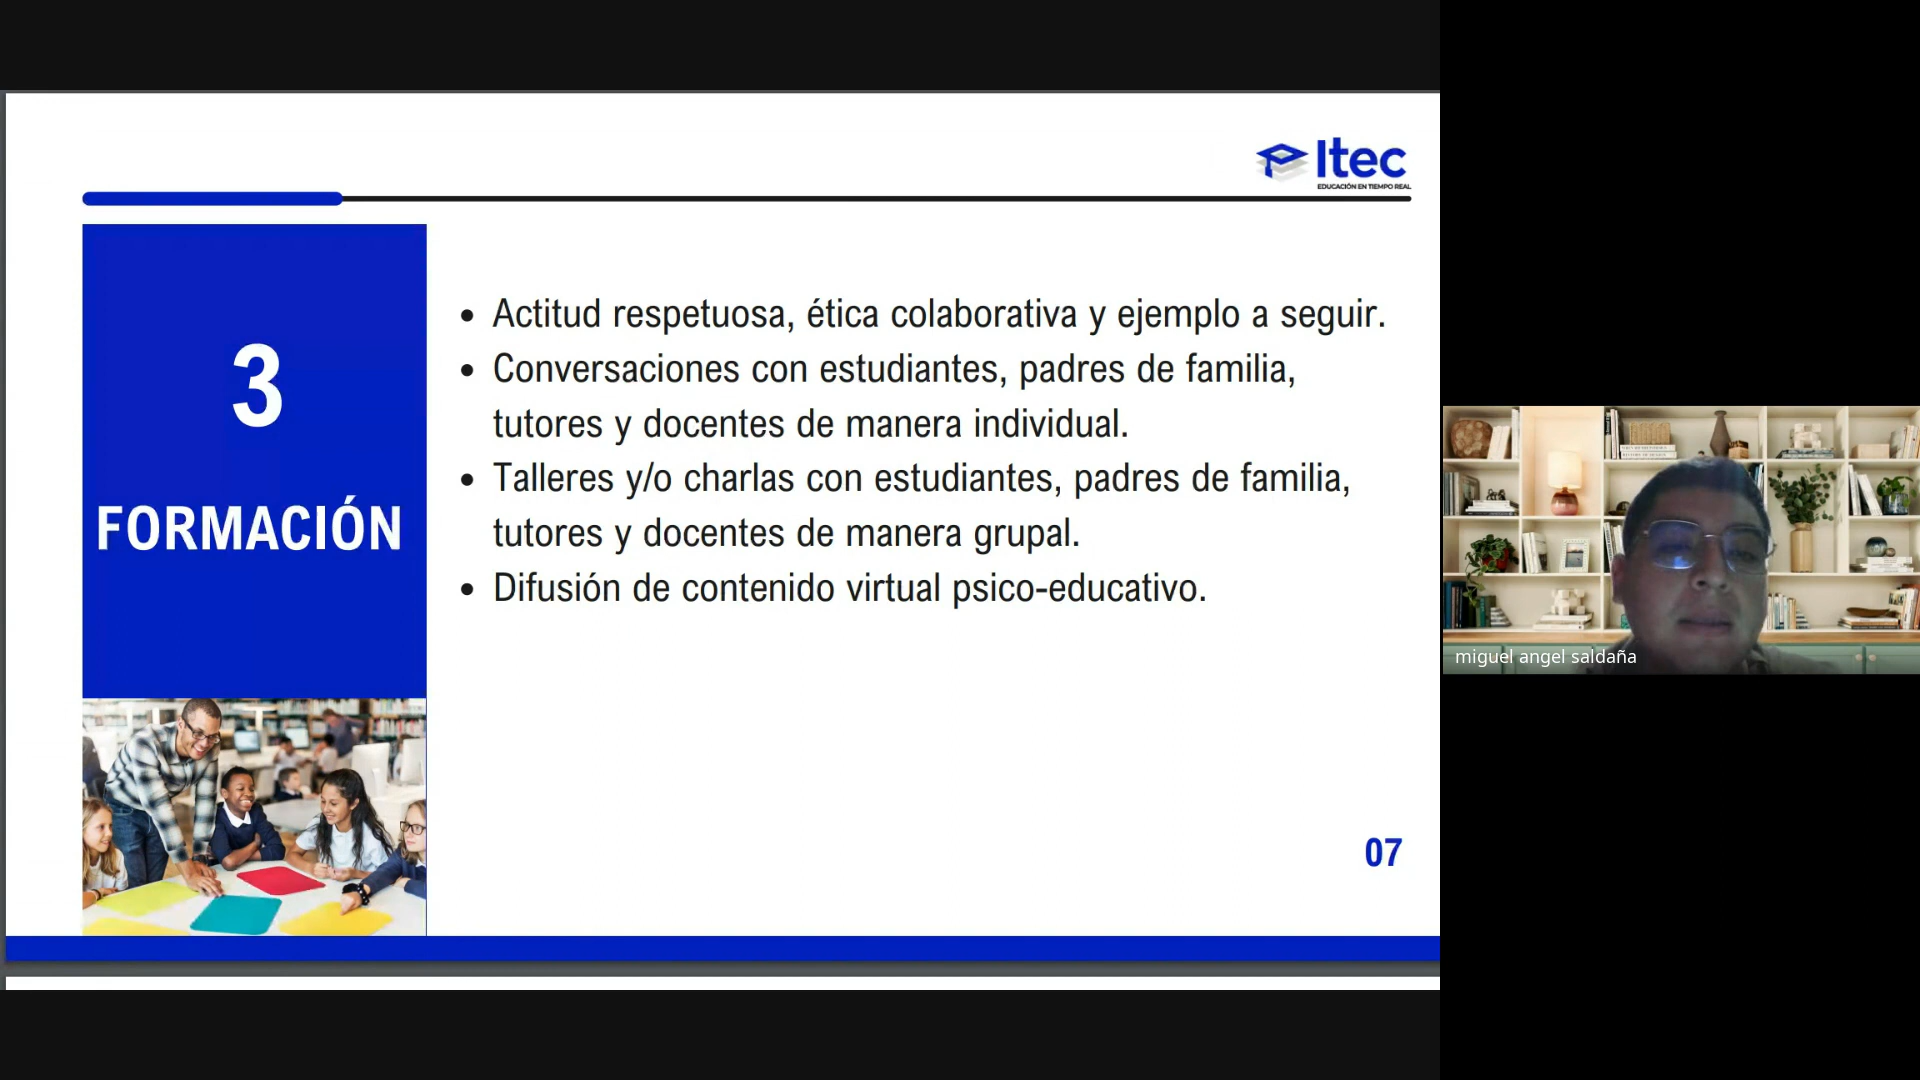 Itec
EDUCACIÓN EN TIEMPO REAL
3
FORMACIÓN
• Actitud respetuosa, ética colaborativa y ejemplo a seguir.
• Conversaciones con estudiantes, padres de familia,
tutores y docentes de manera individual.
• Talleres y/o charlas con estudiantes, padres de familia,
tutores y docentes de manera grupal.
• Difusión de contenido virtual psico-educativo.
07
miguel angel saldaña